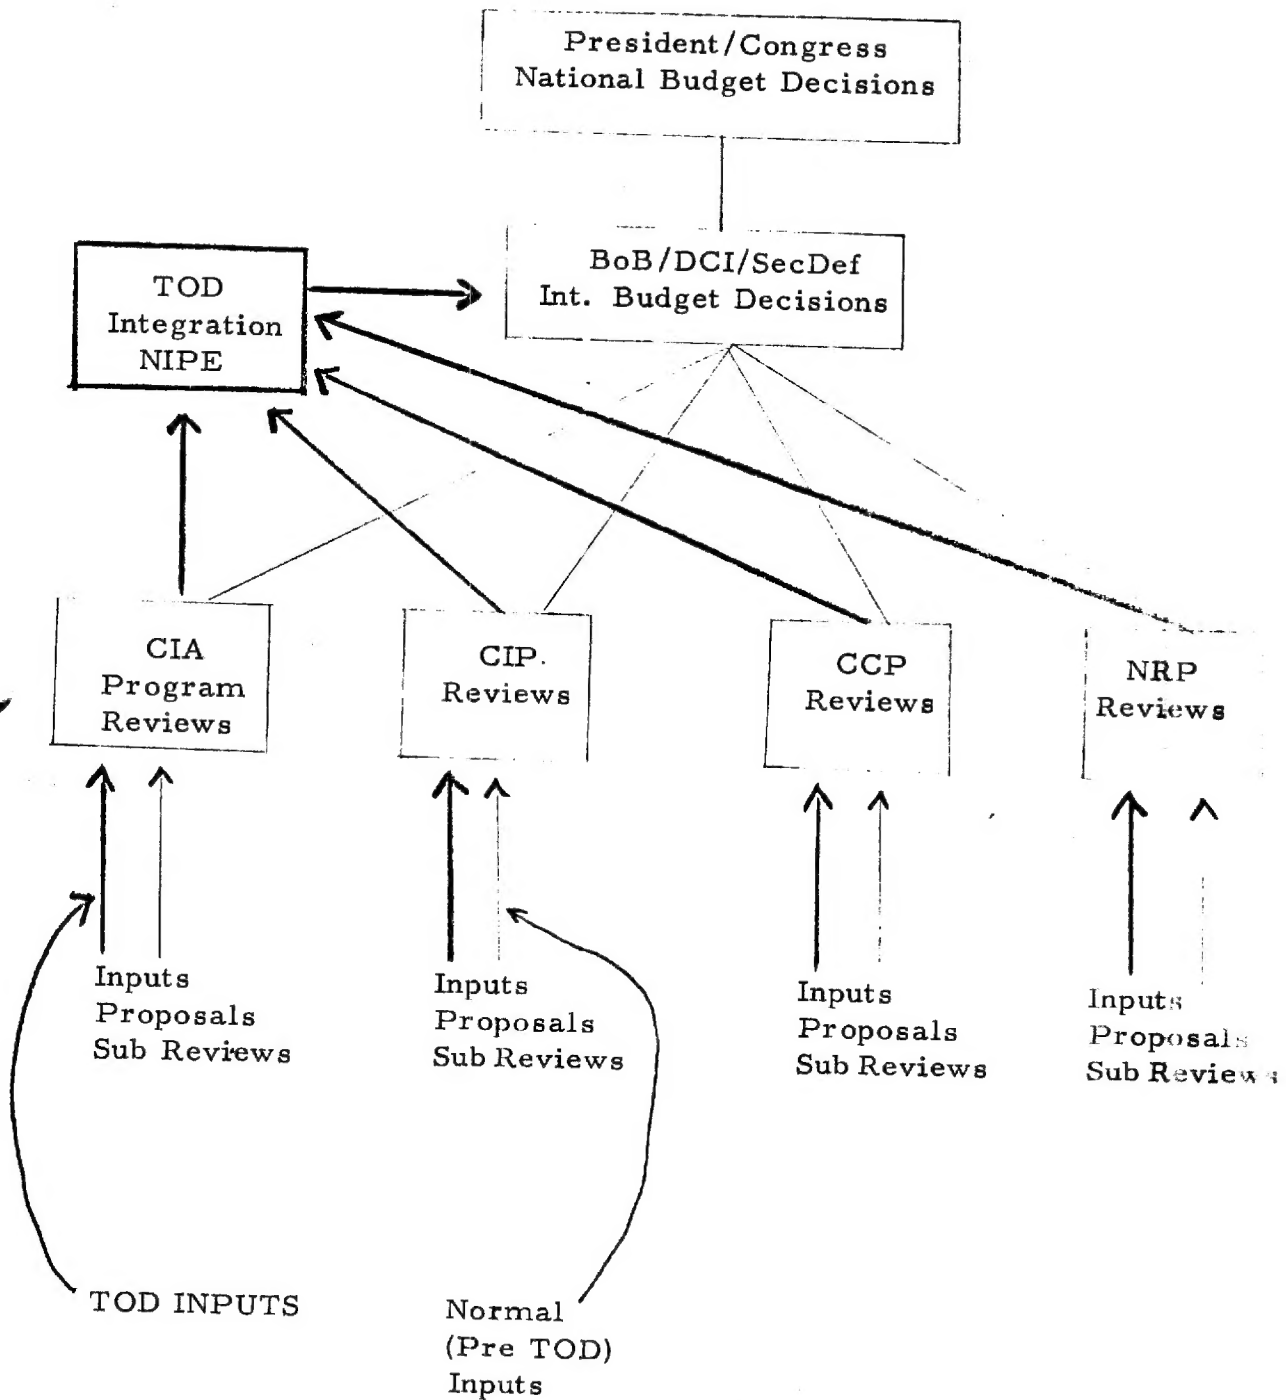 President/Congress
National Budget Decisions
BoB/DCI/SecDef
Int. Budget Decisions
TOD
Integration
NIPE
CIA
Program
Reviews
CIP.
Reviews
CCP
Reviews
NRP
Reviews
Inputs
Proposals
Sub Reviews
Inputs
Proposals
Sub Reviews
Inputs
Proposals
Sub Reviews
Inputs
Proposals
Sub Reviews
TOD INPUTS
Normal
(Pre TOD)
Inputs